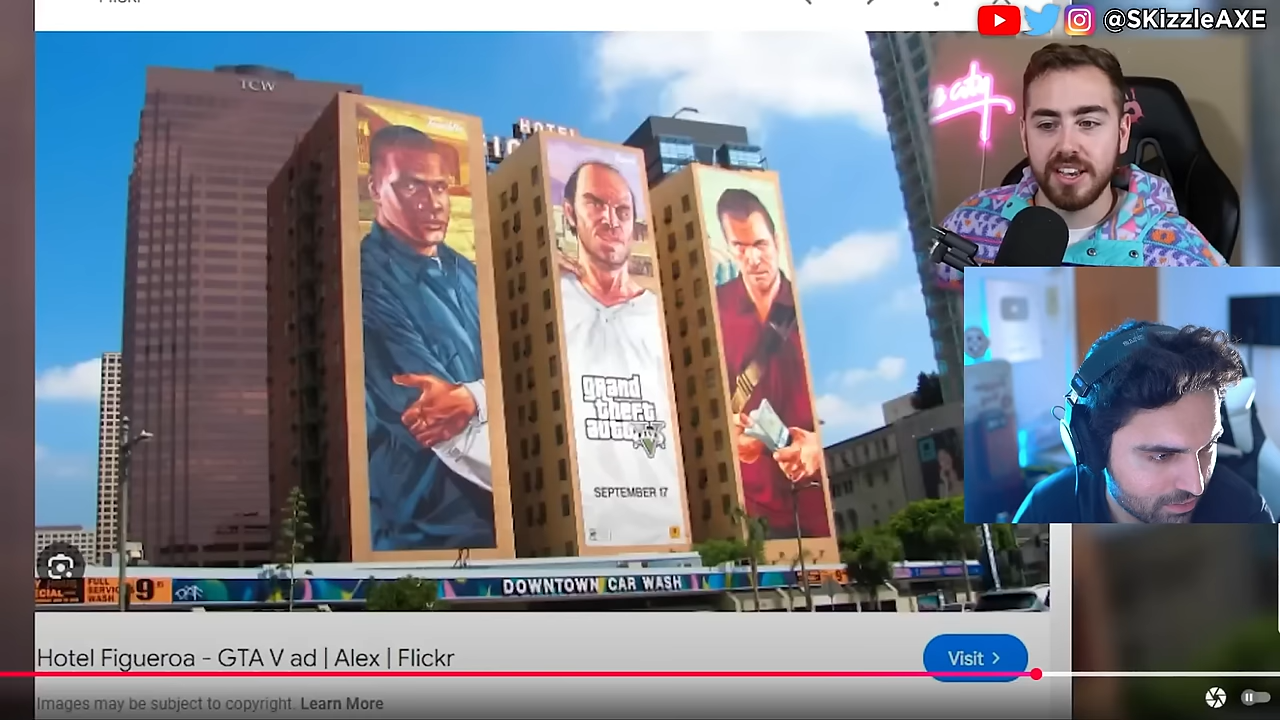 @SKizzleAXE
TCW
HOTEL
grand
theft
auto
V
SEPTEMBER 17
FULL
SERVICE
WASH
9
DOWNTOWN CAR WASH
Hotel Figueroa - GTA V ad | Alex | Flickr
Visit >
Images may be subject to copyright. Learn More